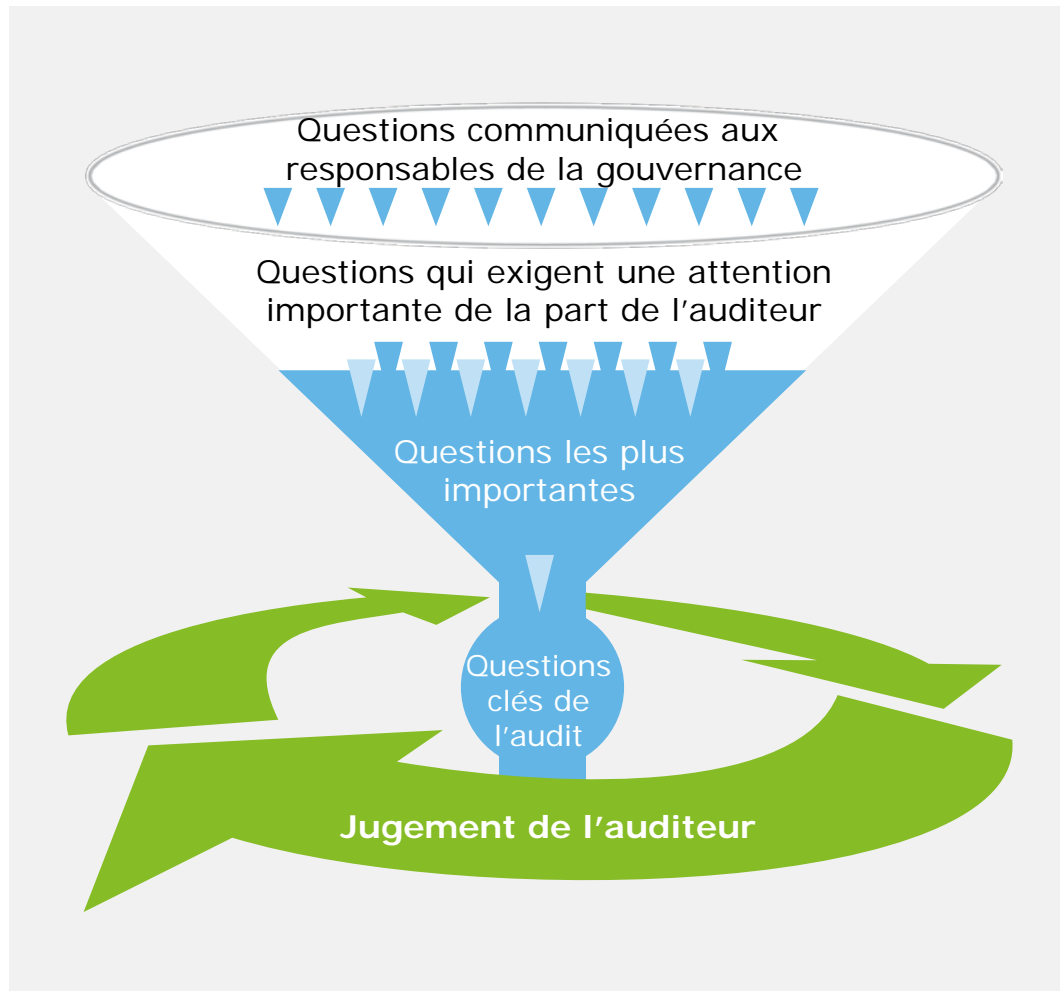 Questions communiquées aux
responsables de la gouvernance
Questions qui exigent une attention
importante de la part de l’auditeur
Questions les plus
importantes
Questions
clés de
l’audit
Jugement de l’auditeur